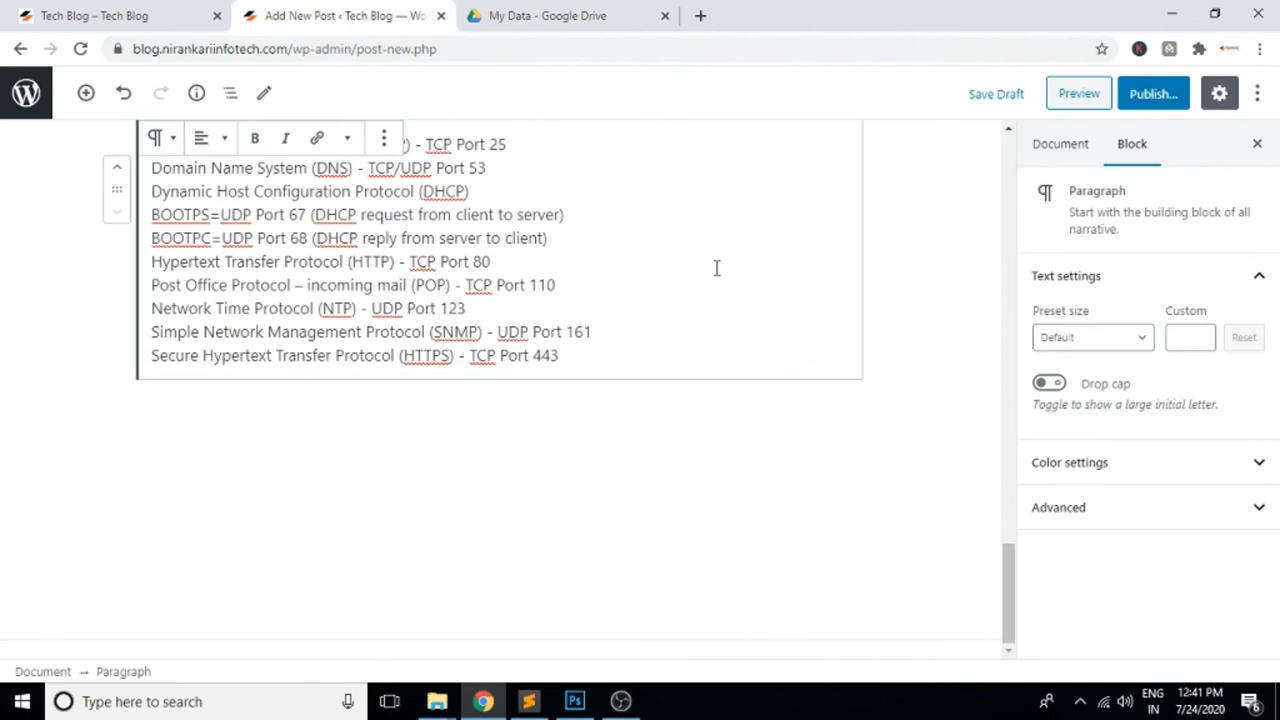 Tech Blog – Tech Blog
Add New Post ‹ Tech Blog — Wo
My Data - Google Drive
blog.nirankariinfotech.com/wp-admin/post-new.php
K
Save Draft
Preview
Publish...
B I
) - TCP Port 25
Domain Name System (DNS) - TCP/UDP Port 53
Dynamic Host Configuration Protocol (DHCP)
BOOTPS=UDP Port 67 (DHCP request from client to server)
BOOTPC=UDP Port 68 (DHCP reply from server to client)
Hypertext Transfer Protocol (HTTP) - TCP Port 80
Post Office Protocol – incoming mail (POP) - TCP Port 110
Network Time Protocol (NTP) - UDP Port 123
Simple Network Management Protocol (SNMP) - UDP Port 161
Secure Hypertext Transfer Protocol (HTTPS) - TCP Port 443
Document
Block
Paragraph
Start with the building block of all
narrative.
Text settings
Preset size
Custom
Default
Reset
Drop cap
Toggle to show a large initial letter.
Color settings
Advanced
Document → Paragraph
Type here to search
Ps
ENG
IN
12:41 PM
7/24/2020
6